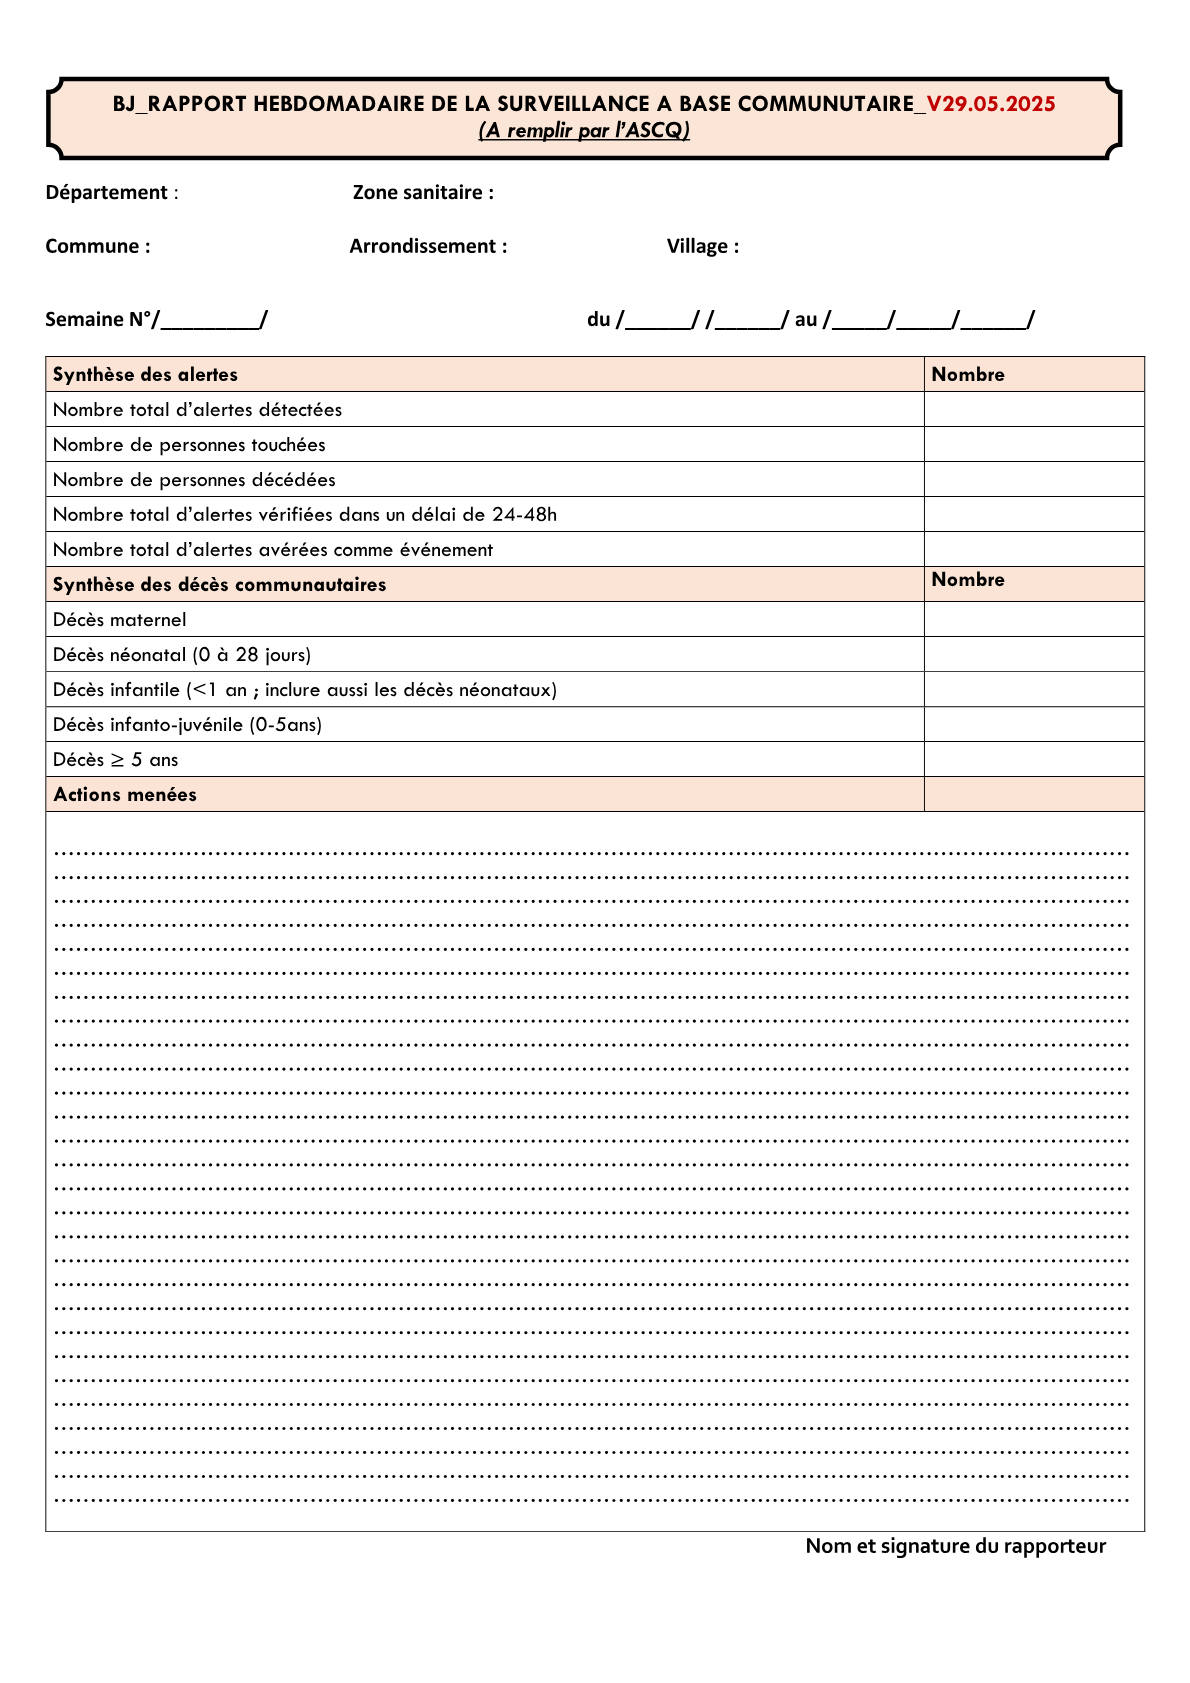 BJ_RAPPORT HEBDOMADAIRE DE LA SURVEILLANCE A BASE COMMUNUTAIRE_V29.05.2025
(A remplir par l’ASCQ)
Département : Zone sanitaire :
Commune : Arrondissement : Village :
Semaine N°/_________/ du /______/ /______/ au /_____/_____/______/
Synthèse des alertes Nombre
Nombre total d’alertes détectées
Nombre de personnes touchées
Nombre de personnes décédées
Nombre total d’alertes vérifiées dans un délai de 24-48h
Nombre total d’alertes avérées comme événement
Synthèse des décès communautaires Nombre
Décès maternel
Décès néonatal (0 à 28 jours)
Décès infantile (<1 an ; inclure aussi les décès néonataux)
Décès infanto-juvénile (0-5ans)
Décès ≥ 5 ans
Actions menées
Nom et signature du rapporteur